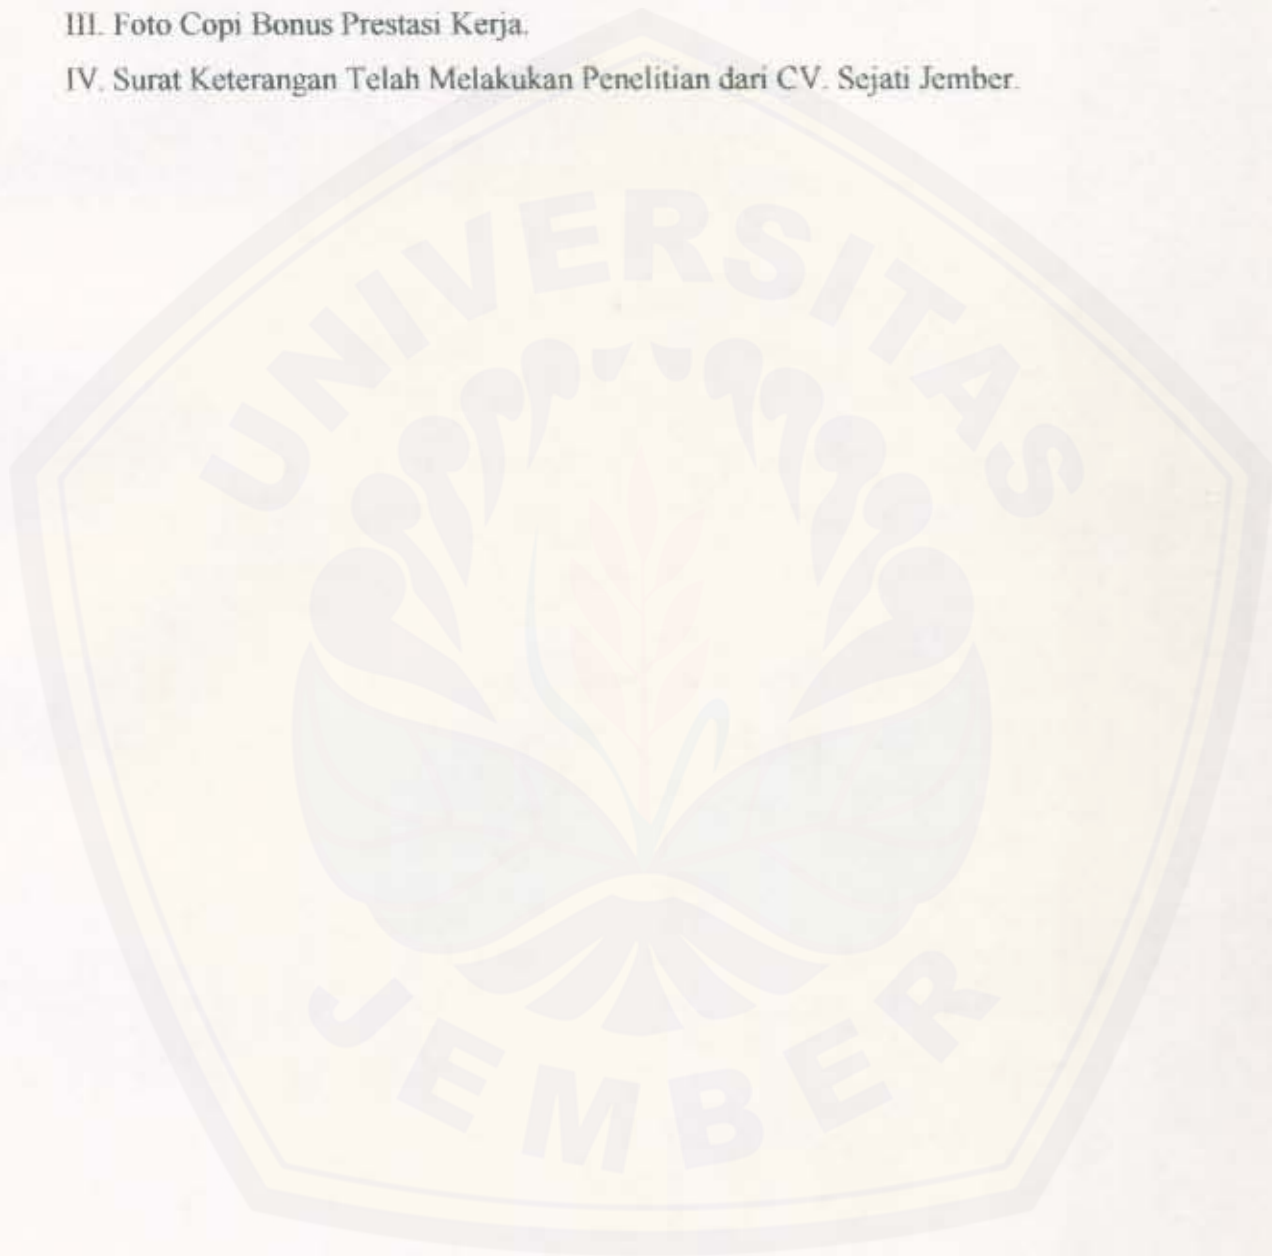 III. Foto Copi Bonus Prestasi Kerja.
IV. Surat Keterangan Telah Melakukan Penelitian dari CV. Sejati Jember.
UNIVERSITAS
JEMBER